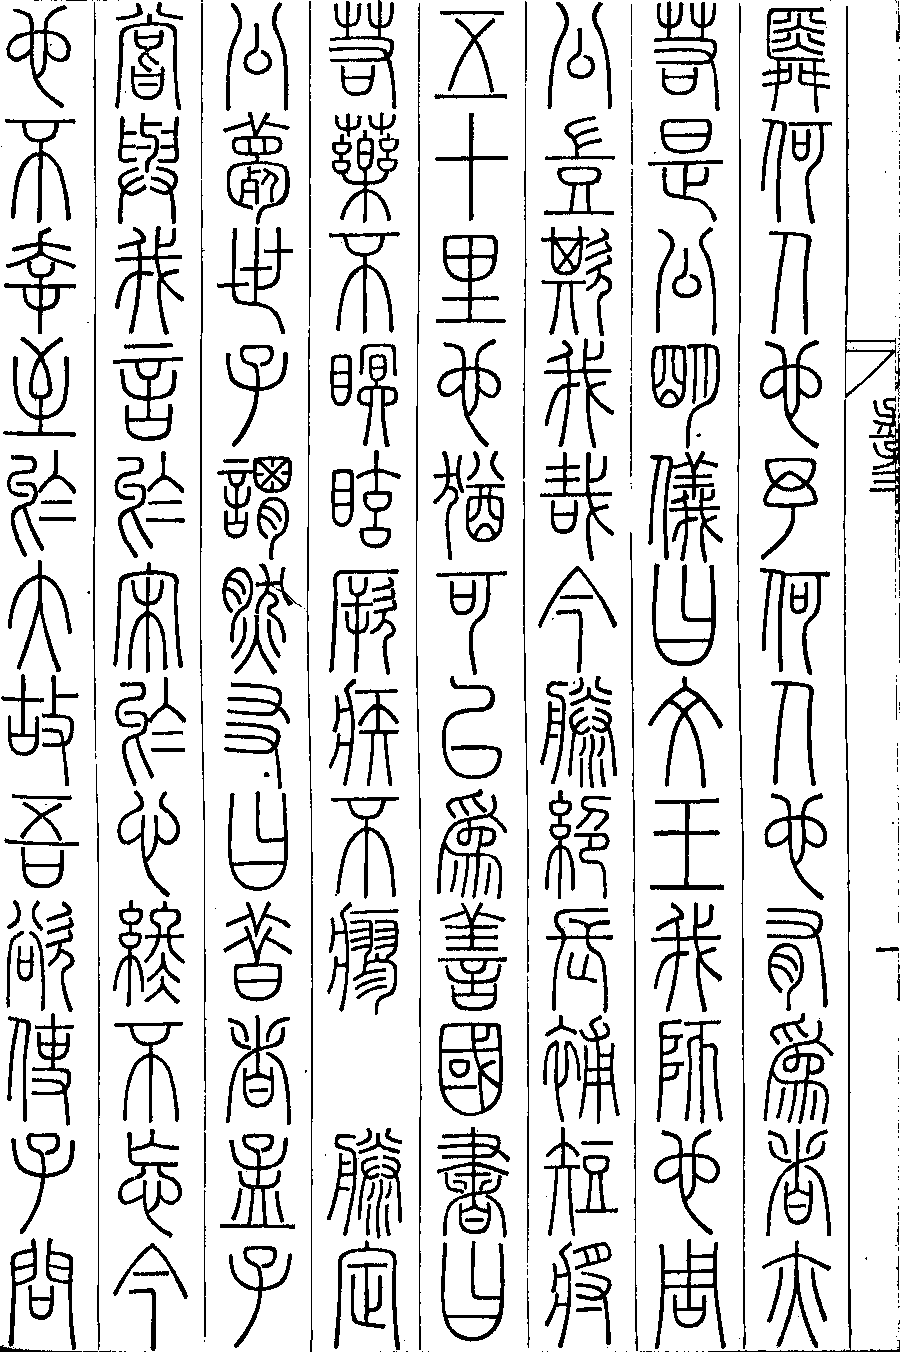 舜何人也予何人也有為者亦
若是公明儀曰文王我師也周
公豈欺我哉今滕絕長補短將
五十里也猶可以為善國書曰
若藥不瞑眩厥疾不瘳　滕定
公薨世子謂然友曰昔者孟子
嘗與我言於宋於心終不忘今
也不幸至於大故吾欲使子問